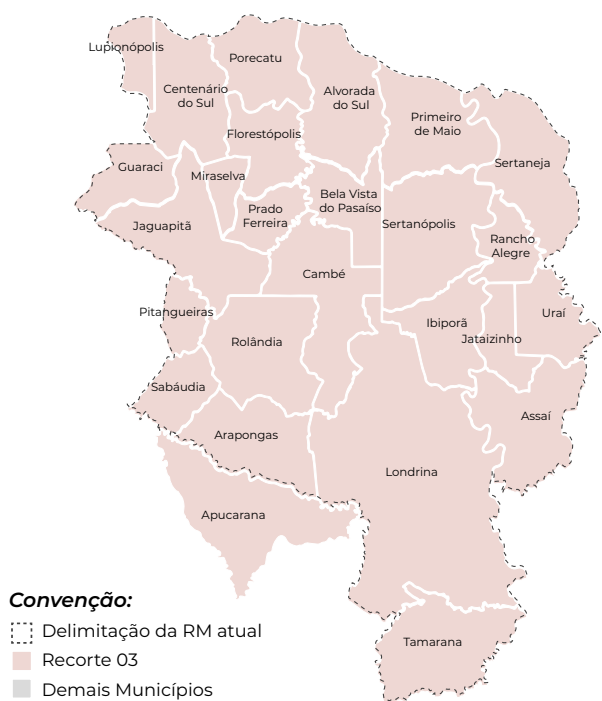 Lupionópolis
Porecatu
Centenário
do Sul
Alvorada
do Sul
Primeiro
de Maio
Florestópolis
Sertaneja
Guaraci
Miraselva
Bela Vista
do Pasaíso
Prado
Ferreira
Jaguapitã
Sertanópolis
Rancho
Alegre
Cambé
Pitangueiras
Uraí
Ibiporã
Jataizinho
Rolândia
Sabáudia
Assaí
Arapongas
Londrina
Apucarana
Tamarana
Convenção:
Delimitação da RM atual
Recorte 03
Demais Municípios